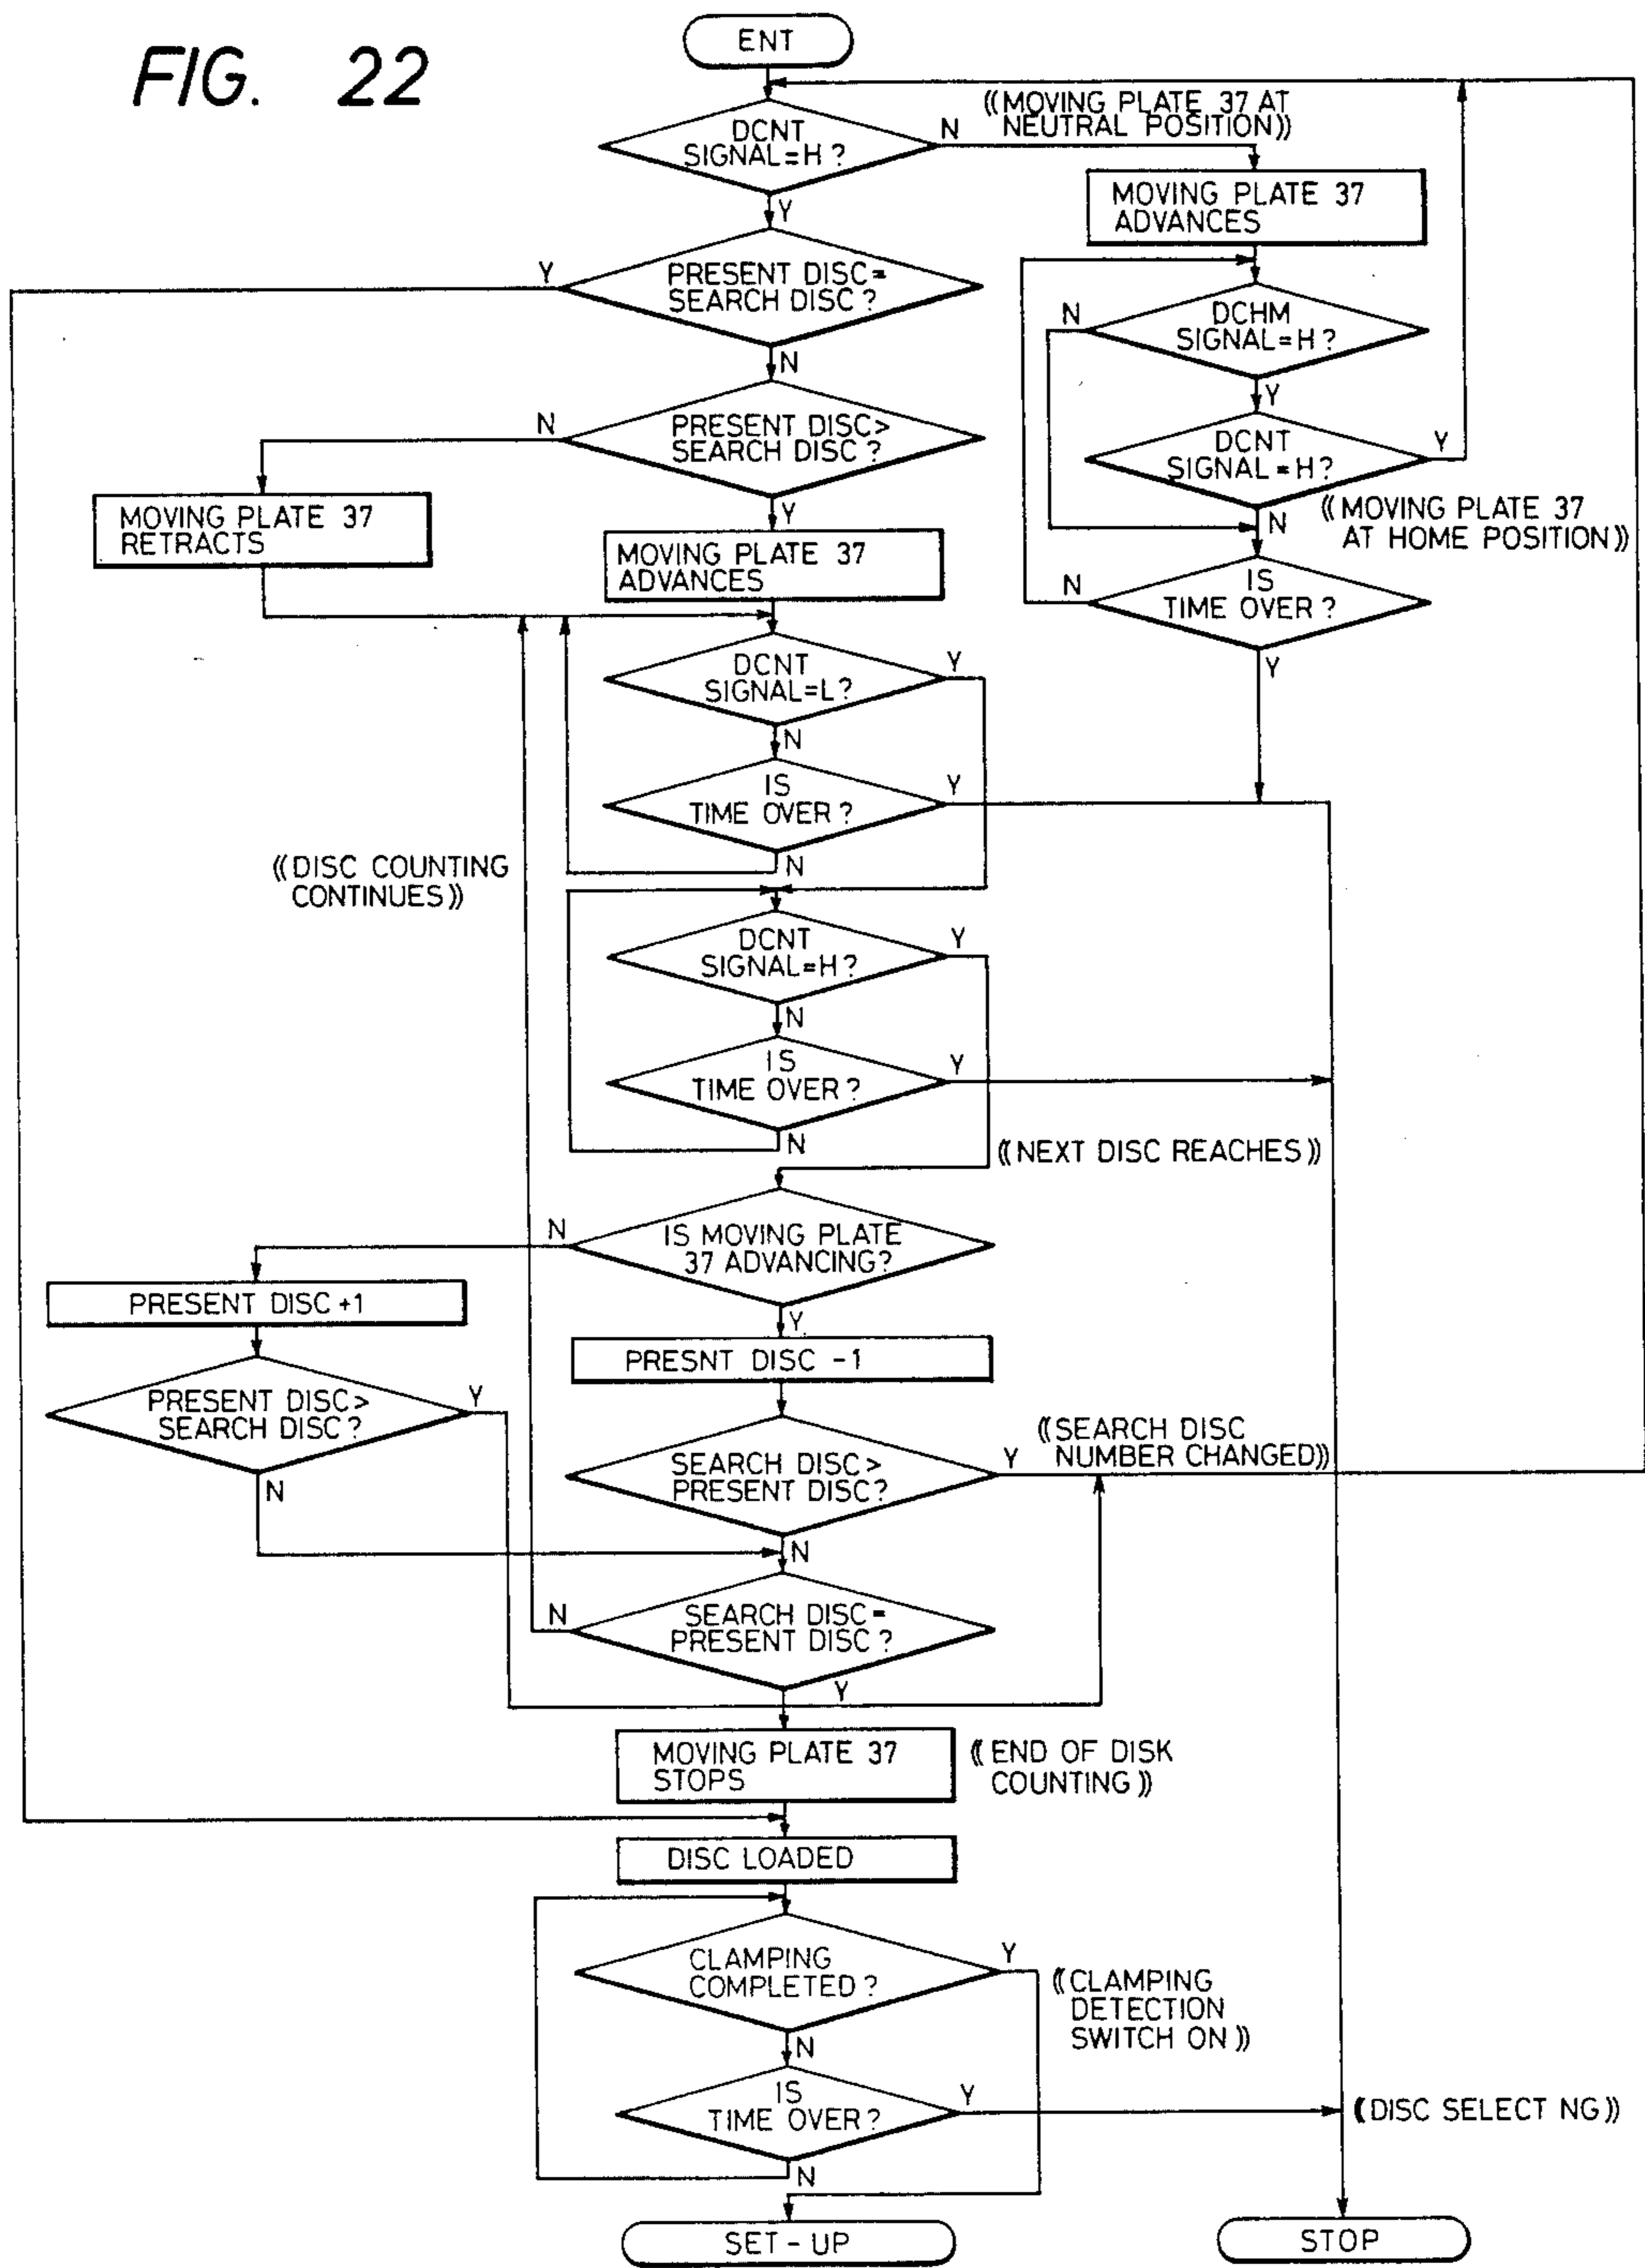 FIG. 22
ENT
DCNT
SIGNAL=H?
N
((MOVING PLATE 37 AT
NEUTRAL POSITION))
MOVING PLATE 37
ADVANCES
Y
PRESENT DISC=
SEARCH DISC?
Y
N
DCHM
SIGNAL=H?
N
Y
PRESENT DISC>
SEARCH DISC?
N
Y
DCNT
SIGNAL=H?
Y
N
((MOVING PLATE 37
AT HOME POSITION))
MOVING PLATE 37
RETRACTS
MOVING PLATE 37
ADVANCES
IS
TIME OVER?
N
Y
DCNT
SIGNAL=L?
Y
N
IS
TIME OVER?
Y
N
((DISC COUNTING
CONTINUES))
DCNT
SIGNAL=H?
Y
N
IS
TIME OVER?
Y
N
((NEXT DISC REACHES))
IS MOVING PLATE
37 ADVANCING?
N
Y
PRESENT DISC+1
PRESNT DISC -1
PRESENT DISC>
SEARCH DISC?
Y
N
SEARCH DISC>
PRESENT DISC?
Y
N
((SEARCH DISC
NUMBER CHANGED))
SEARCH DISC=
PRESENT DISC?
N
Y
MOVING PLATE 37
STOPS
((END OF DISK
COUNTING))
DISC LOADED
CLAMPING
COMPLETED?
Y
N
((CLAMPING
DETECTION
SWITCH ON))
IS
TIME OVER?
Y
N
((DISC SELECT NG))
SET-UP
STOP